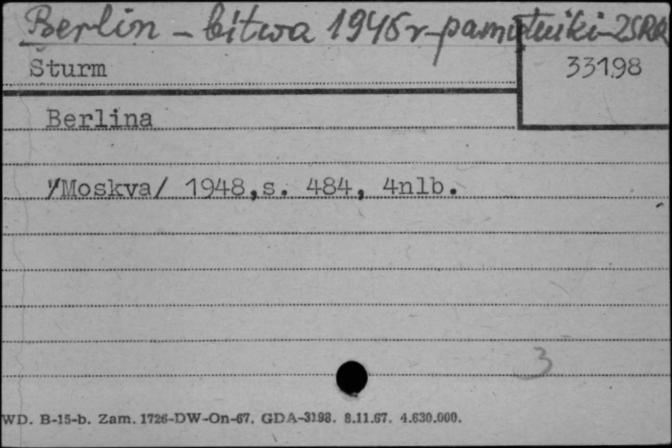 Berlin - bitwa 1945 r - pamiętniki - ZSRR
Šturm
33198
Berlina
/Moskva/ 1948,s. 484, 4nlb.
3
WD. B-15-b. Zam. 1726-DW-On-67. GDA-3198. 8.11.67. 4.630.000.